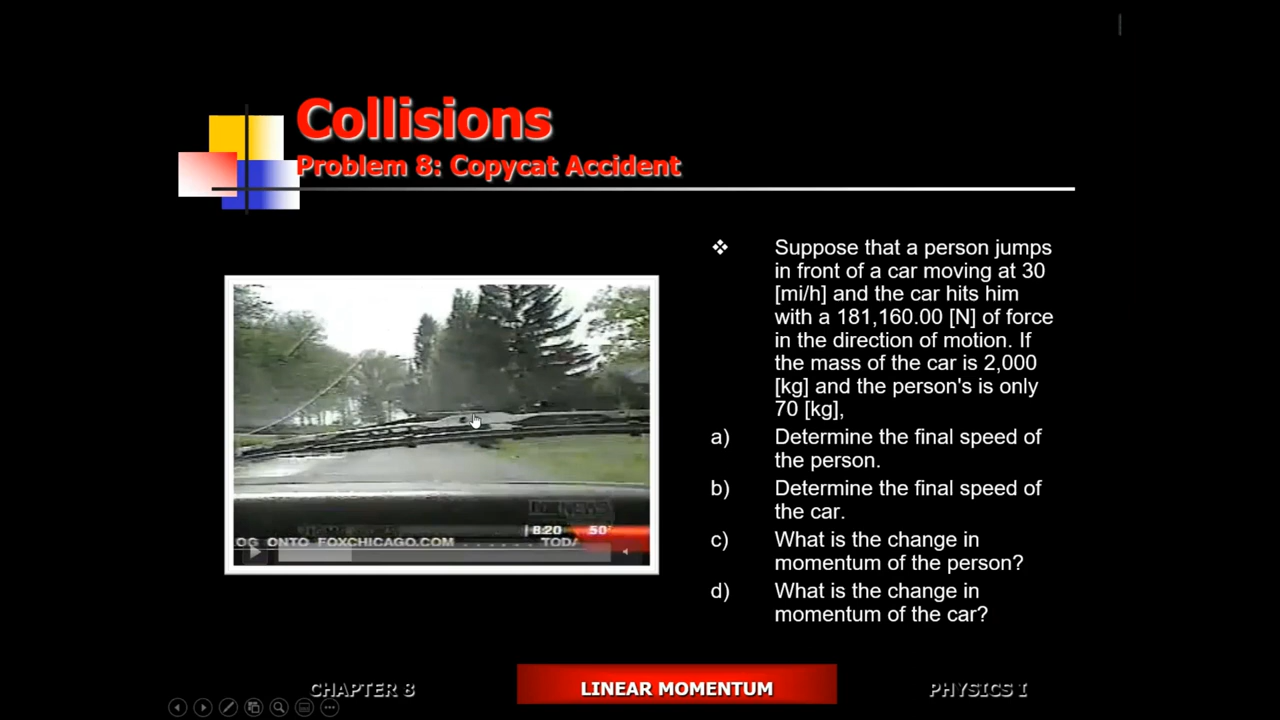 Collisions
Problem 8: Copycat Accident
Suppose that a person jumps
in front of a car moving at 30
[mi/h] and the car hits him
with a 181,160.00 [N] of force
in the direction of motion. If
the mass of the car is 2,000
[kg] and the person's is only
70 [kg],
a) Determine the final speed of
the person.
b) Determine the final speed of
the car.
c) What is the change in
momentum of the person?
d) What is the change in
momentum of the car?
8:20 50°
OG ONTO FOXCHICAGO.COM . . . . . TODA
CHAPTER 8 LINEAR MOMENTUM PHYSICS I